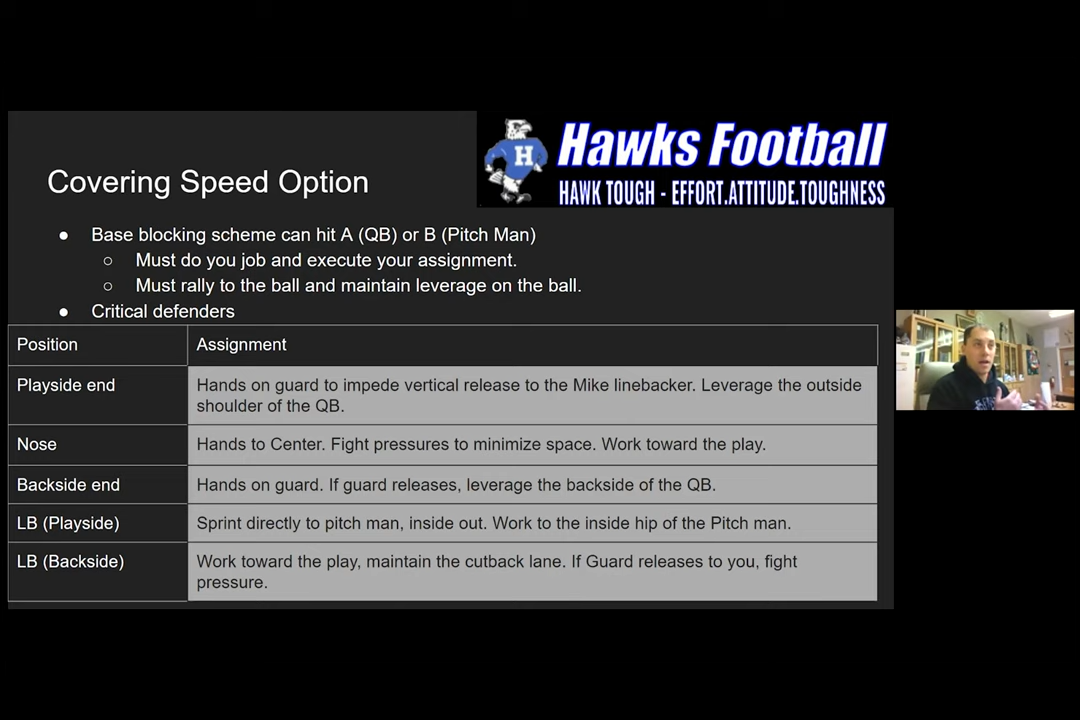 Hawks Football
HAWK TOUGH - EFFORT.ATTITUDE.TOUGHNESS
H
Covering Speed Option
● Base blocking scheme can hit A (QB) or B (Pitch Man)
○ Must do you job and execute your assignment.
○ Must rally to the ball and maintain leverage on the ball.
● Critical defenders
Position Assignment
Playside end Hands on guard to impede vertical release to the Mike linebacker. Leverage the outside
shoulder of the QB.
Nose Hands to Center. Fight pressures to minimize space. Work toward the play.
Backside end Hands on guard. If guard releases, leverage the backside of the QB.
LB (Playside) Sprint directly to pitch man, inside out. Work to the inside hip of the Pitch man.
LB (Backside) Work toward the play, maintain the cutback lane. If Guard releases to you, fight
pressure.